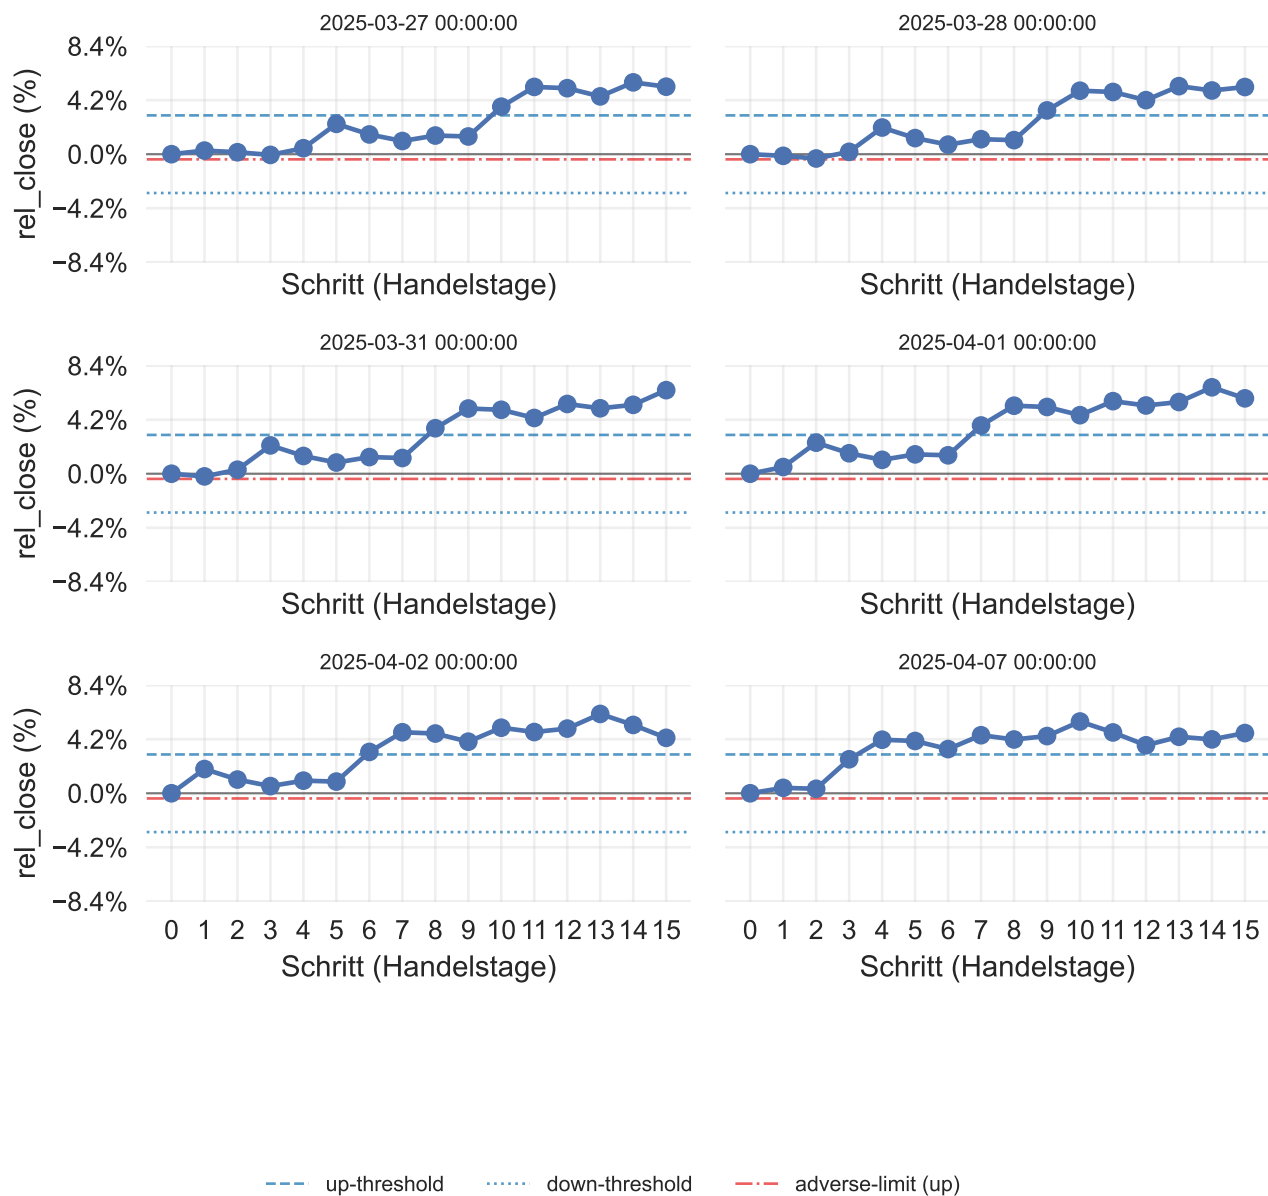 2025-03-27 00:00:00
2025-03-28 00:00:00
rel_close (%)
8.4%
4.2%
0.0%
−4.2%
−8.4%
Schritt (Handelstage)
Schritt (Handelstage)
2025-03-31 00:00:00
2025-04-01 00:00:00
rel_close (%)
8.4%
4.2%
0.0%
−4.2%
−8.4%
Schritt (Handelstage)
Schritt (Handelstage)
2025-04-02 00:00:00
2025-04-07 00:00:00
rel_close (%)
8.4%
4.2%
0.0%
−4.2%
−8.4%
0 1 2 3 4 5 6 7 8 9 10 11 12 13 14 15
0 1 2 3 4 5 6 7 8 9 10 11 12 13 14 15
Schritt (Handelstage)
Schritt (Handelstage)
up-threshold
down-threshold
adverse-limit (up)